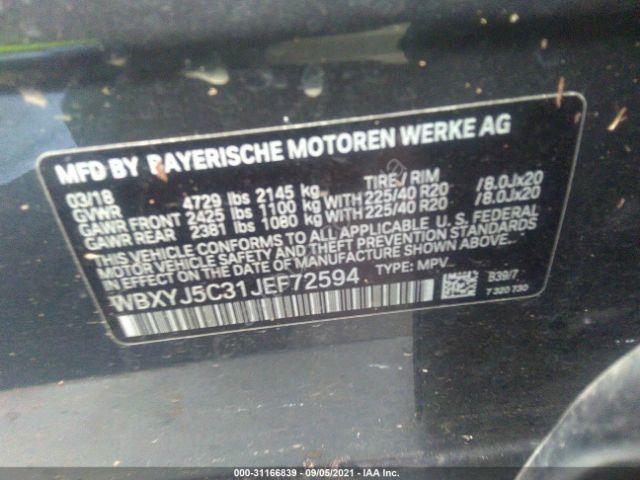 MFD BY BAYERISCHE MOTOREN WERKE AG
03/18 TIRE / RIM
GVWR 4729 lbs 2145 kg
GAWR FRONT 2425 lbs 1100 kg WITH 225/40 R20 /8.0Jx20
GAWR REAR 2381 lbs 1080 kg WITH 225/40 R20 /8.0Jx20
THIS VEHICLE CONFORMS TO ALL APPLICABLE U.S. FEDERAL
MOTOR VEHICLE SAFETY AND THEFT PREVENTION STANDARDS
IN EFFECT ON THE DATE OF MANUFACTURE SHOWN ABOVE.
WBXYJ5C31JEF72594 TYPE: MPV B39/7
7 320 730
000-31166839 - 09/05/2021 - IAA Inc.